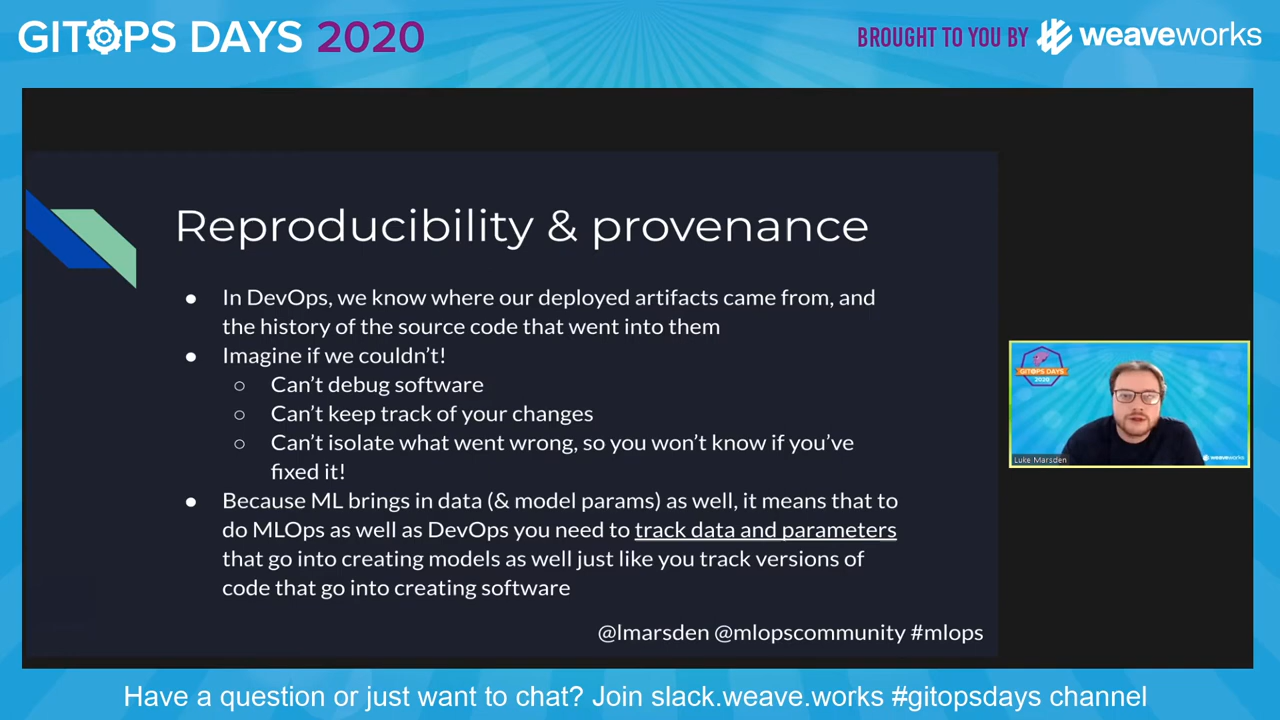 GITOPS DAYS 2020
BROUGHT TO YOU BY weaveworks
Reproducibility & provenance
● In DevOps, we know where our deployed artifacts came from, and
the history of the source code that went into them
● Imagine if we couldn't!
○ Can't debug software
○ Can't keep track of your changes
○ Can't isolate what went wrong, so you won't know if you've
fixed it!
● Because ML brings in data (& model params) as well, it means that to
do MLOps as well as DevOps you need to track data and parameters
that go into creating models as well just like you track versions of
code that go into creating software
@lmarsden @mlopscommunity #mlops
GITOPS DAYS
2020
Luke Marsden
weaveworks
Have a question or just want to chat? Join slack.weave.works #gitopsdays channel